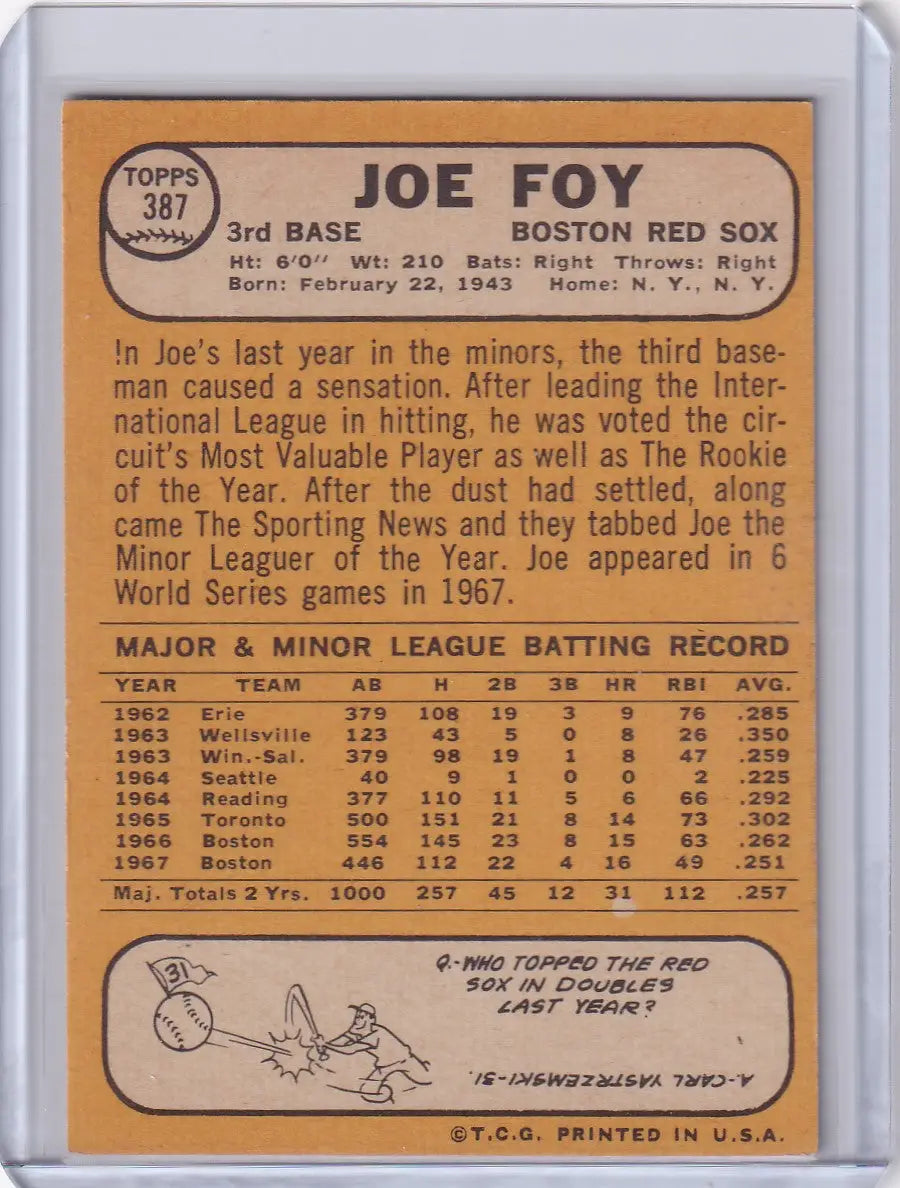 TOPPS
387
JOE FOY
3rd BASE BOSTON RED SOX
Ht: 6'0" Wt: 210 Bats: Right Throws: Right
Born: February 22, 1943 Home: N. Y., N. Y.
In Joe's last year in the minors, the third base-
man caused a sensation. After leading the Inter-
national League in hitting, he was voted the cir-
cuit's Most Valuable Player as well as The Rookie
of the Year. After the dust had settled, along
came The Sporting News and they tabbed Joe the
Minor Leaguer of the Year. Joe appeared in 6
World Series games in 1967.
MAJOR & MINOR LEAGUE BATTING RECORD
YEAR TEAM AB H 2B 3B HR RBI AVG.
1962 Erie 379 108 19 3 9 76 .285
1963 Wellsville 123 43 5 0 8 26 .350
1963 Win.-Sal. 379 98 19 1 8 47 .259
1964 Seattle 40 9 1 0 0 2 .225
1964 Reading 377 110 11 5 6 66 .292
1965 Toronto 500 151 21 8 14 73 .302
1966 Boston 554 145 23 8 15 63 .262
1967 Boston 446 112 22 4 16 49 .251
Maj. Totals 2 Yrs. 1000 257 45 12 31 112 .257
31
Q.-WHO TOPPED THE RED
SOX IN DOUBLES
LAST YEAR?
A.-CARL YASTRZEMSKI-31.
©T.C.G. PRINTED IN U.S.A.